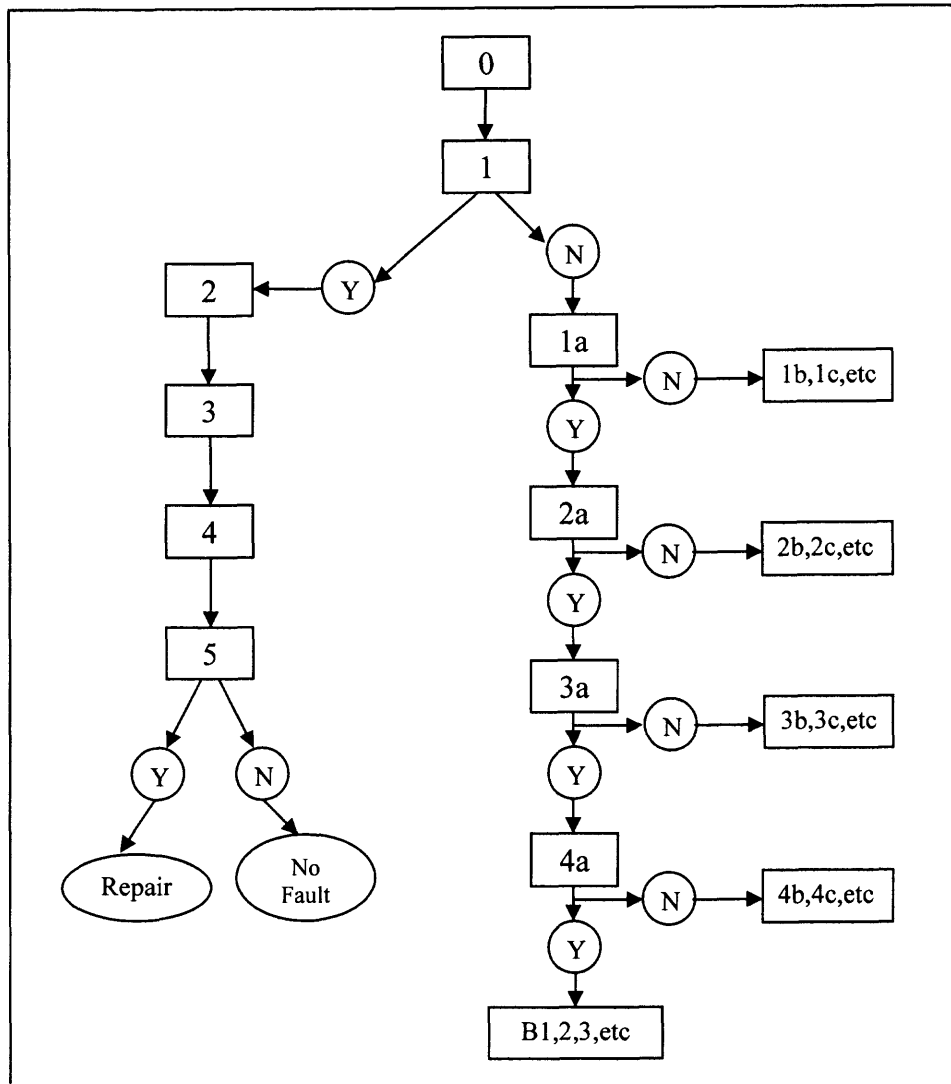 0
1
N
Y
2
1a
N
1b,1c,etc
3
Y
2a
4
N
2b,2c,etc
Y
5
3a
N
3b,3c,etc
Y
N
Y
4a
Repair
No
Fault
N
4b,4c,etc
Y
B1,2,3,etc